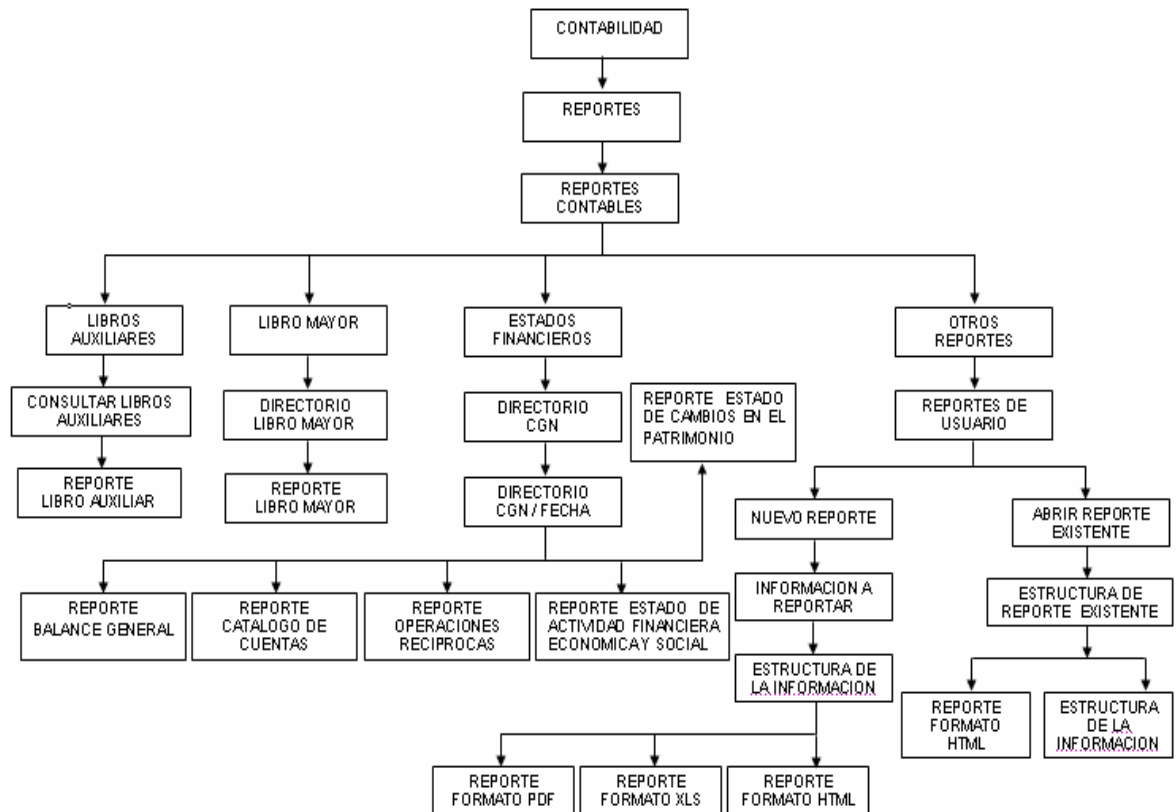 CONTABILIDAD
REPORTES
REPORTES
CONTABLES
LIBROS
AUXILIARES
LIBRO MAYOR
ESTADOS
FINANCIEROS
OTROS
REPORTES
CONSULTAR LIBROS
AUXILIARES
DIRECTORIO
LIBRO MAYOR
DIRECTORIO
CGN
REPORTE ESTADO
DE CAMBIOS EN EL
PATRIMONIO
REPORTES DE
USUARIO
REPORTE
LIBRO AUXILIAR
REPORTE
LIBRO MAYOR
DIRECTORIO
CGN / FECHA
NUEVO REPORTE
ABRIR REPORTE
EXISTENTE
REPORTE
BALANCE GENERAL
REPORTE
CATALOGO DE
CUENTAS
REPORTE
OPERACIONES
RECIPROCAS
REPORTE ESTADO DE
ACTIVIDAD FINANCIERA
ECONOMICA Y SOCIAL
INFORMACION A
REPORTAR
ESTRUCTURA DE
REPORTE EXISTENTE
ESTRUCTURA DE
LA INFORMACION
REPORTE
FORMATO
HTML
ESTRUCTURA
DE LA
INFORMACION
REPORTE
FORMATO PDF
REPORTE
FORMATO XLS
REPORTE
FORMATO HTML